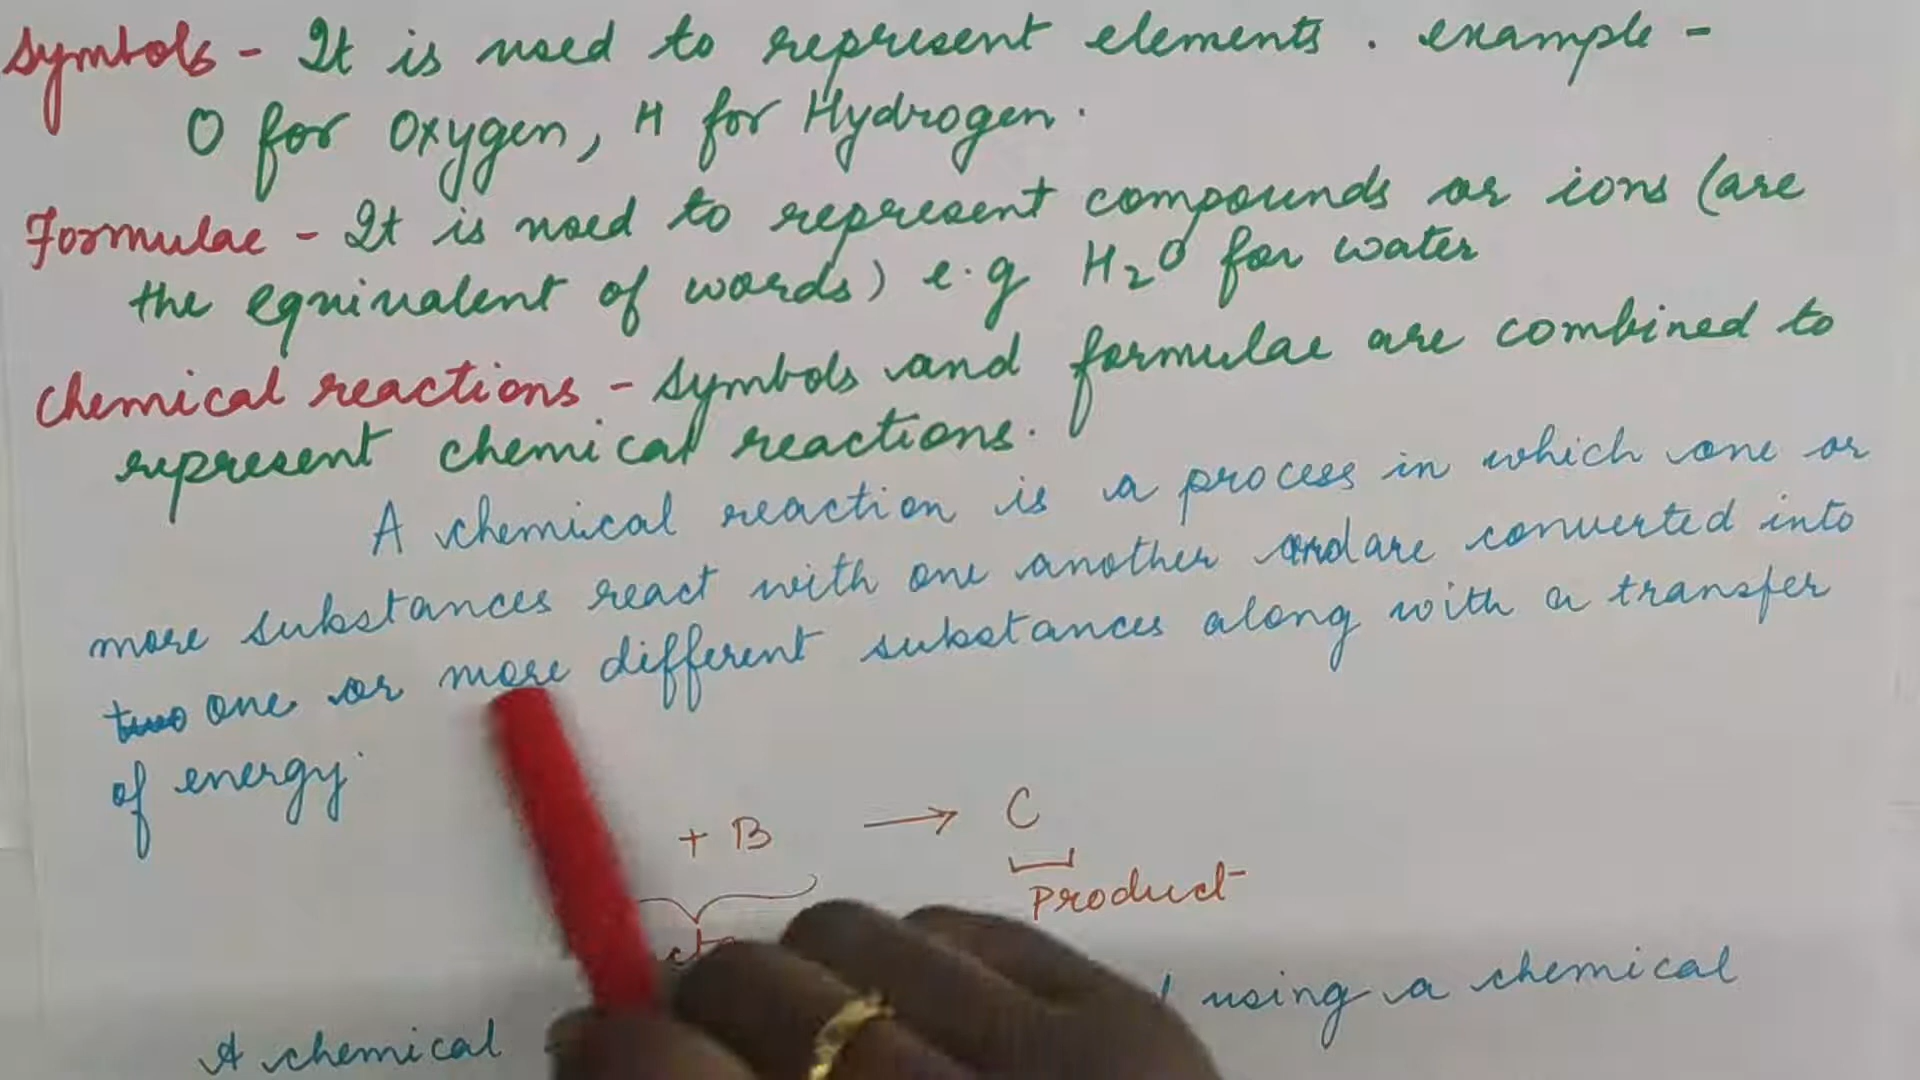 Symbols - It is used to represent elements. example -
O for Oxygen, H for Hydrogen.
Formulae - It is used to represent compounds or ions (are
the equivalent of words) e.g H₂O for water
Chemical reactions - Symbols and formulae are combined to
represent chemical reactions.
A chemical reaction is a process in which one or
more substances react with one another and are converted into
two one or more different substances along with a transfer
of energy.
+ B → C
Product
A chemical using a chemical